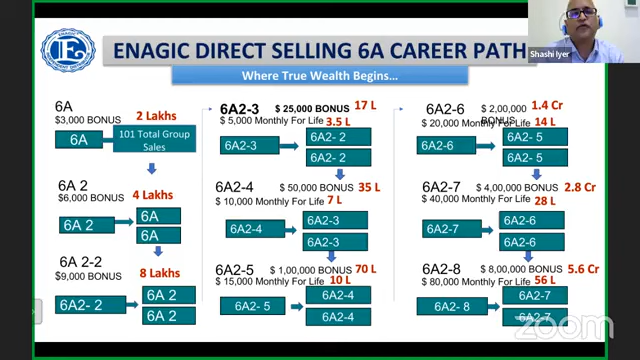 ENAGIC DIRECT SELLING 6A CAREER PATH
Where True Wealth Begins...
Shashi Iyer
6A
$3,000 BONUS
2 Lakhs
6A
101 Total Group
Sales
6A 2
$6,000 BONUS
4 Lakhs
6A 2
6A
6A
6A 2-2
$9,000 BONUS
8 Lakhs
6A 2- 2
6A 2
6A 2
6A2-3
$ 25,000 BONUS 17 L
$ 5,000 Monthly For Life 3.5 L
6A2-3
6A2- 2
6A2- 2
6A2-4
$ 50,000 BONUS 35 L
$ 10,000 Monthly For Life 7 L
6A2-4
6A2-3
6A2-3
6A2-5
$ 1,00,000 BONUS 70 L
$ 15,000 Monthly For Life 10 L
6A2- 5
6A2-4
6A2-4
6A2-6
$ 2,00,000 BONUS 1.4 Cr
$ 20,000 Monthly For Life 14 L
6A2-6
6A2- 5
6A2- 5
6A2-7
$ 4,00,000 BONUS 2.8 Cr
$ 40,000 Monthly For Life 28 L
6A2-7
6A2-6
6A2-6
6A2-8
$ 8,00,000 BONUS 5.6 Cr
$ 80,000 Monthly For Life 56 L
6A2- 8
6A2-7
6A2-7
zoom